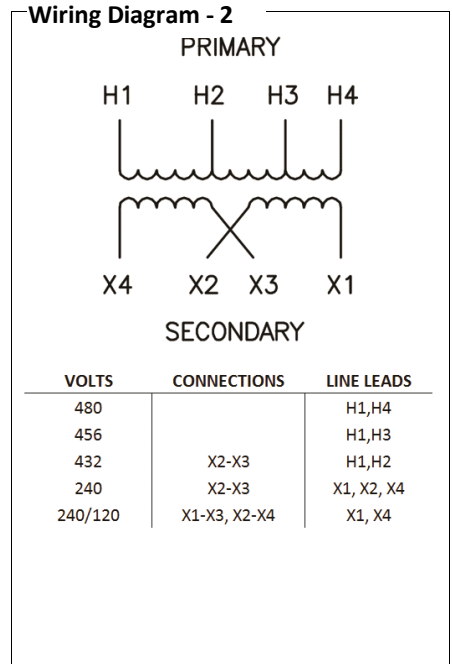 Wiring Diagram - 2
PRIMARY
H1 H2 H3 H4
X4 X2 X3 X1
SECONDARY
VOLTS CONNECTIONS LINE LEADS
480 H1,H4
456 H1,H3
432 X2-X3 H1,H2
240 X2-X3 X1, X2, X4
240/120 X1-X3, X2-X4 X1, X4